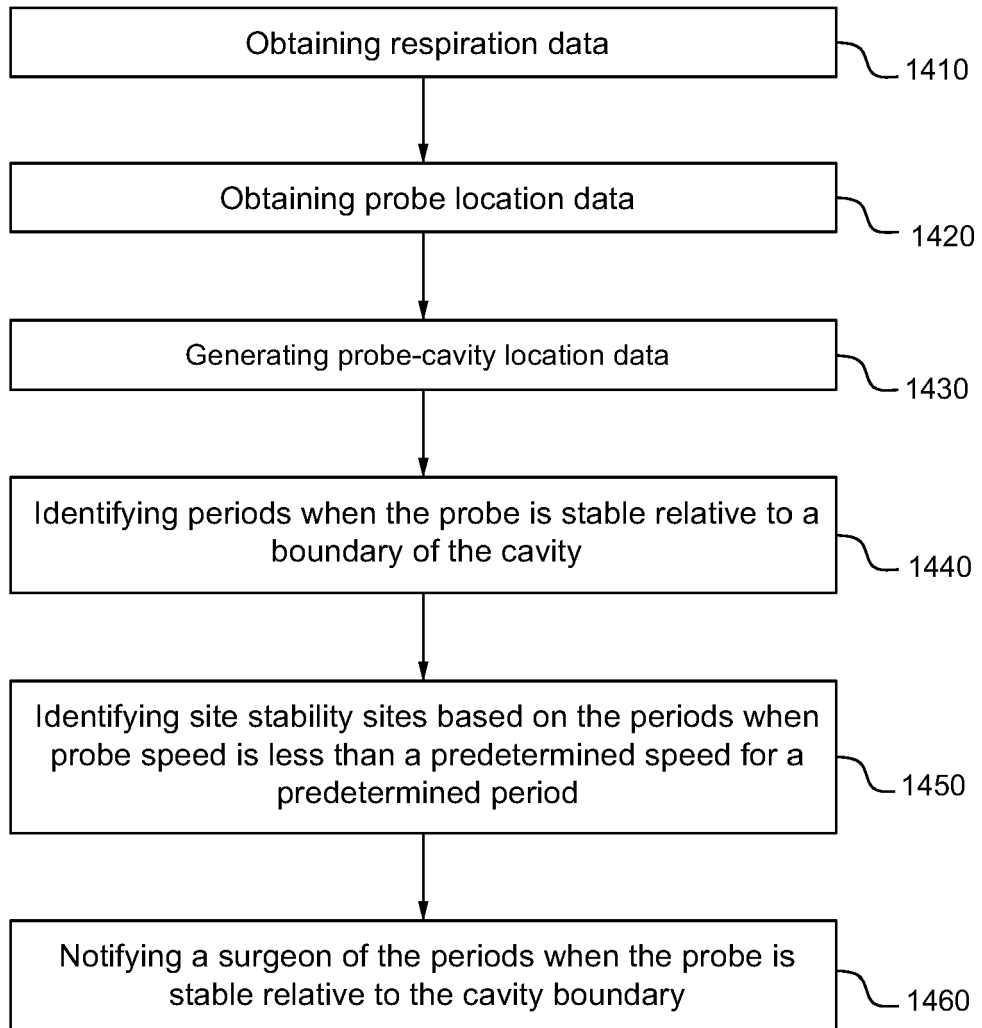 Obtaining respiration data
1410
Obtaining probe location data
1420
Generating probe-cavity location data
1430
Identifying periods when the probe is stable relative to a
boundary of the cavity
1440
Identifying site stability sites based on the periods when
probe speed is less than a predetermined speed for a
predetermined period
1450
Notifying a surgeon of the periods when the probe is
stable relative to the cavity boundary
1460